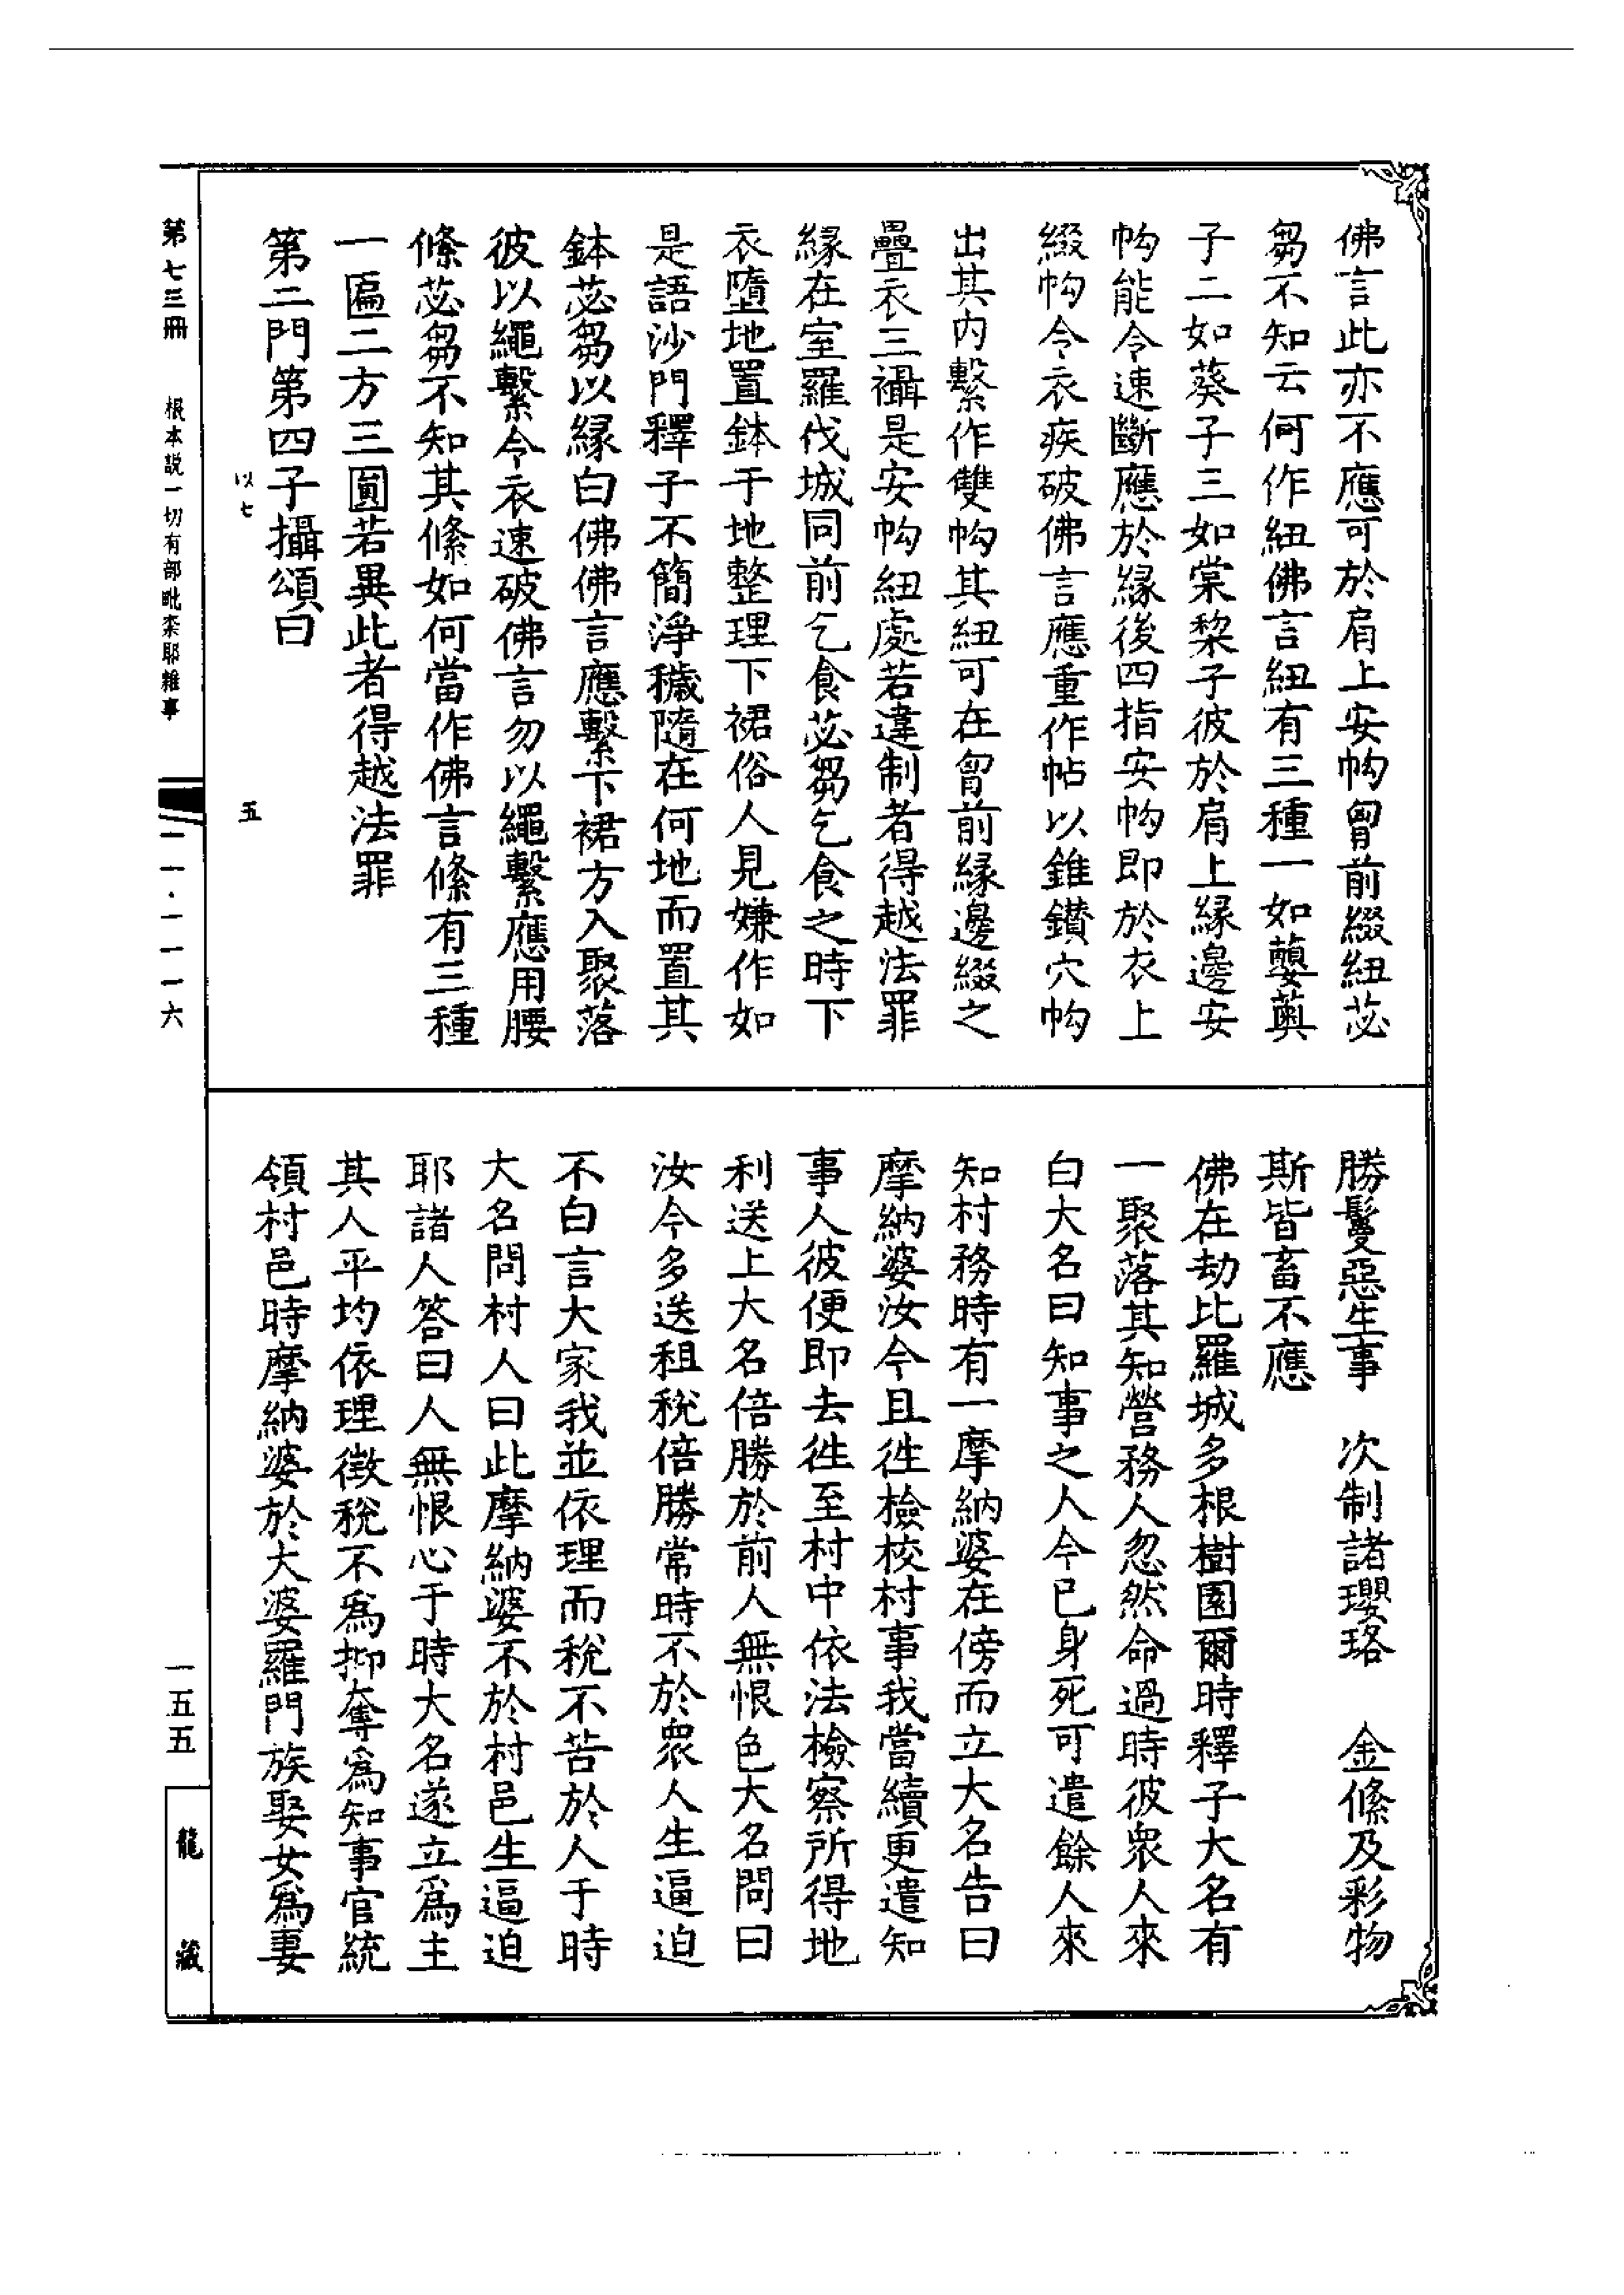 佛言此亦不應可於肩上安帉胷前綴紐苾
芻不知云何作紐佛言紐有三種一如蘡薁
子二如葵子三如棠棃子彼於肩上緣邊安
帉能令速斷應於緣後四指安帉即於衣上
綴帉令衣疾破佛言應重作帖以錐鑚穴帉
出其內繫作雙帉其紐可在胷前緣邊綴之
疊衣三襵是安帉紐處若違制者得越法罪
緣在室羅伐城同前乞食苾芻乞食之時下
衣墮地置鉢于地整理下裙俗人見嫌作如
是語沙門釋子不簡淨穢隨在何地而置其
鉢苾芻以緣白佛佛言應繫下裙方入聚落
彼以繩繫令衣速破佛言勿以繩繫應用腰
絛苾芻不知其絛如何當作佛言絛有三種
一匾二方三圓若異此者得越法罪
第二門第四子攝頌曰
以七 五
勝鬘惡生事 次制諸瓔珞 金絛及彩物
斯皆畜不應
佛在劫比羅城多根樹園爾時釋子大名有
一聚落其知營務人忽然命過時彼衆人來
白大名曰知事之人今已身死可遣餘人來
知村務時有一摩納婆在傍而立大名告曰
摩納婆汝今且徃檢校村事我當續更遣知
事人彼便即去徃至村中依法檢察所得地
利送上大名倍勝於前人無恨色大名問曰
汝今多送租稅倍勝常時不於衆人生逼迫
不白言大家我並依理而稅不苦於人于時
大名問村人曰此摩納婆不於村邑生逼迫
耶諸人答曰人無恨心于時大名遂立爲主
其人平均依理徵稅不爲抑奪爲知事官統
領村邑時摩納婆於大婆羅門族娶女爲妻
第七三冊 根本説一切有部毗柰耶雜事 一一·一一一六 一五五 龍藏